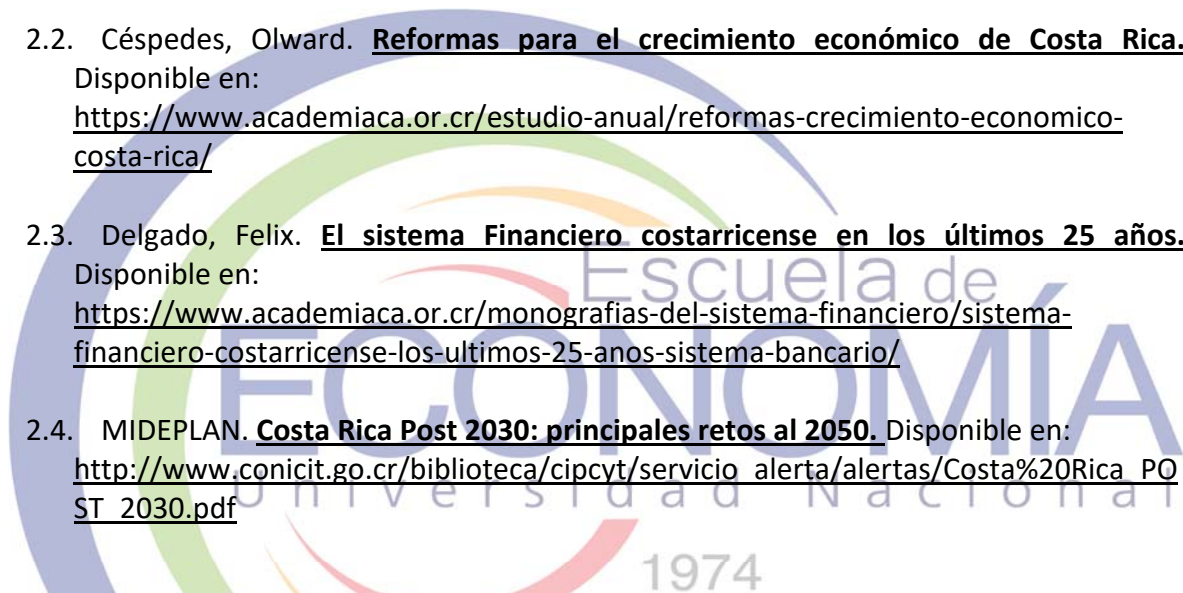 2.2. Céspedes, Olward. Reformas para el crecimiento económico de Costa Rica.
Disponible en:
https://www.academiaca.or.cr/estudio-anual/reformas-crecimiento-economico-
costa-rica/
2.3. Delgado, Felix. El sistema Financiero costarricense en los últimos 25 años.
Disponible en:
Escuela de
https://www.academiaca.or.cr/monografias-del-sistema-financiero/sistema-
financiero-costarricense-los-ultimos-25-anos-sistema-bancario/
ECONOMÍA
2.4. MIDEPLAN. Costa Rica Post 2030: principales retos al 2050. Disponible en:
http://www.conicit.go.cr/biblioteca/cipcyt/servicio_alerta/alertas/Costa%20Rica_PO
ST_2030.pdf
Universidad Nacional
1974